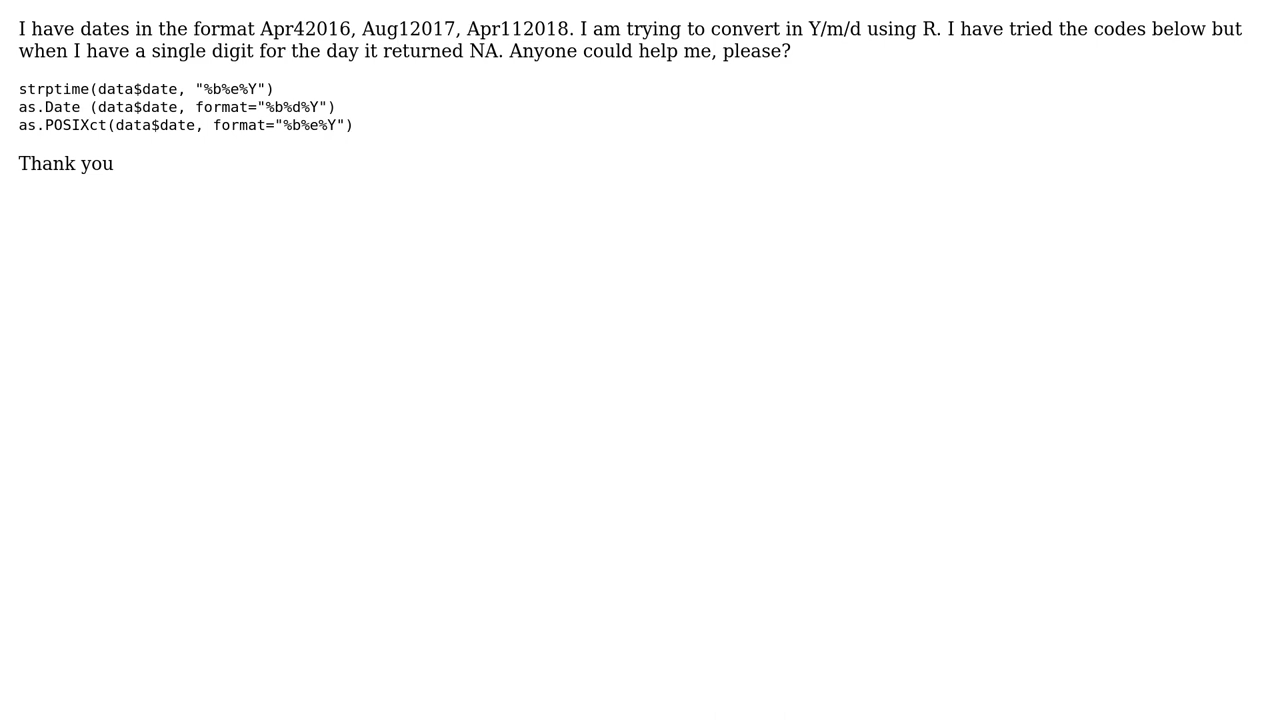 I have dates in the format Apr42016, Aug12017, Apr112018. I am trying to convert in Y/m/d using R. I have tried the codes below but
when I have a single digit for the day it returned NA. Anyone could help me, please?
strptime(data$date, "%b%e%Y")
as.Date (data$date, format="%b%d%Y")
as.POSIXct(data$date, format="%b%e%Y")
Thank you